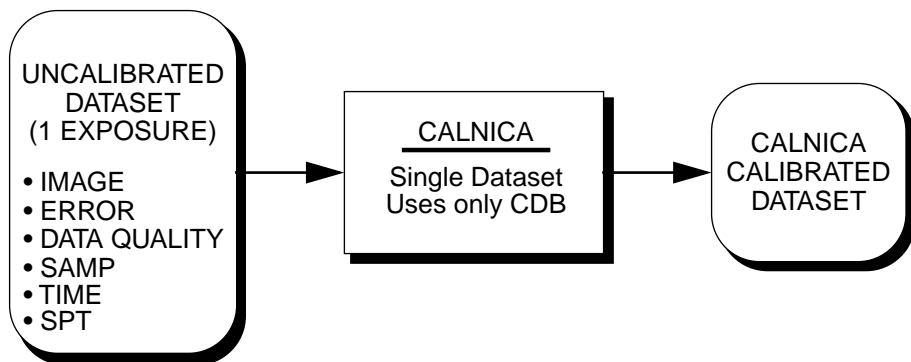 UNCALIBRATED
DATASET
(1 EXPOSURE)
• IMAGE
• ERROR
• DATA QUALITY
• SAMP
• TIME
• SPT
CALNICA
Single Dataset
Uses only CDB
CALNICA
CALIBRATED
DATASET